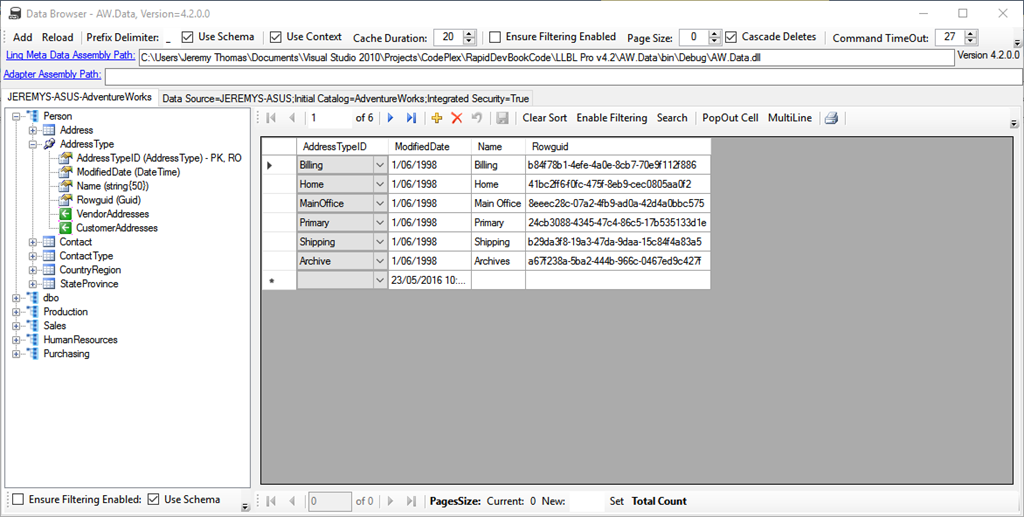 Data Browser - AW.Data, Version=4.2.0.0
Add Reload Prefix Delimiter: _ Use Schema Use Context Cache Duration: 20 Ensure Filtering Enabled Page Size: 0 Cascade Deletes Command TimeOut: 27
Linq Meta Data Assembly Path: C:\Users\Jeremy Thomas\Documents\Visual Studio 2010\Projects\CodePlex\RapidDevBookCode\LLBL Pro v4.2\AW.Data\bin\Debug\AW.Data.dll Version 4.2.0.0
Adapter Assembly Path:
JEREMYS-ASUS-AdventureWorks Data Source=JEREMYS-ASUS;Initial Catalog=AdventureWorks;Integrated Security=True
Person
Address
AddressType
AddressTypeID (AddressType) - PK, RO
ModifiedDate (DateTime)
Name (string{50})
Rowguid (Guid)
VendorAddresses
CustomerAddresses
Contact
ContactType
CountryRegion
StateProvince
dbo
Production
Sales
HumanResources
Purchasing
Ensure Filtering Enabled: Use Schema
1 of 6 Clear Sort Enable Filtering Search PopOut Cell MultiLine
AddressTypeID ModifiedDate Name Rowguid
Billing 1/06/1998 Billing b84f78b1-4efe-4a0e-8cb7-70e9f112f886
Home 1/06/1998 Home 41bc2ff6-f0fc-475f-8eb9-cec0805aa0f2
MainOffice 1/06/1998 Main Office 8eeec28c-07a2-4fb9-ad0a-42d4a0bbc575
Primary 1/06/1998 Primary 24cb3088-4345-47c4-86c5-17b535133d1e
Shipping 1/06/1998 Shipping b29da3f8-19a3-47da-9daa-15c84f4a83a5
Archive 1/06/1998 Archives a67f238a-5ba2-444b-966c-0467ed9c427f
23/05/2016 10:...
0 of 0 PagesSize: Current: 0 New: Set Total Count